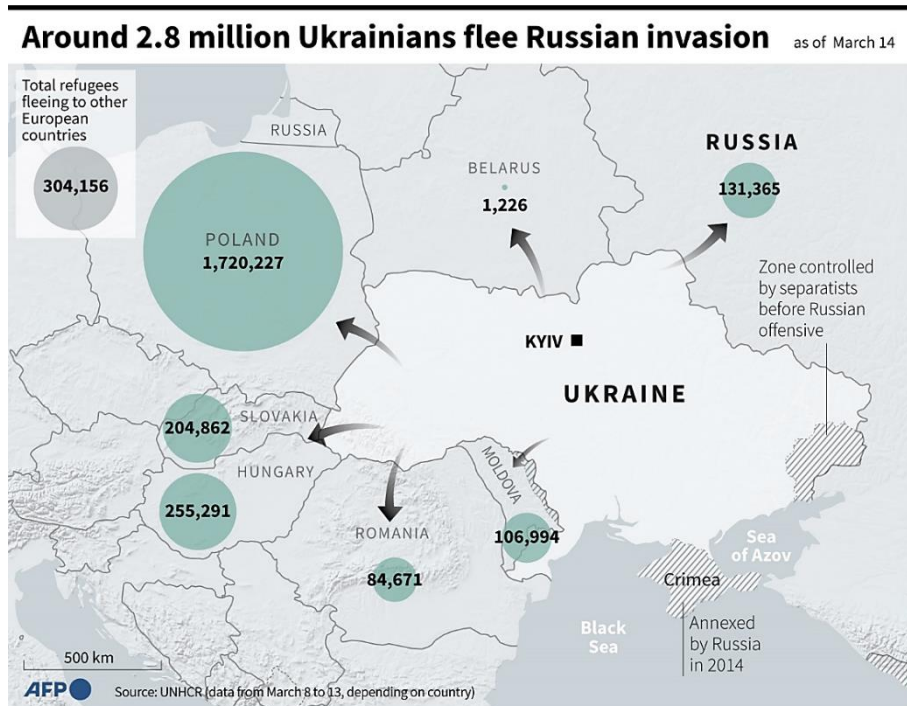 Around 2.8 million Ukrainians flee Russian invasion as of March 14
Total refugees
fleeing to other
European
countries
304,156
RUSSIA
RUSSIA
131,365
BELARUS
1,226
POLAND
1,720,227
Zone controlled
by separatists
before Russian
offensive
KYIV
UKRAINE
204,862
SLOVAKIA
HUNGARY
255,291
MOLDOVA
ROMANIA
84,671
106,994
Sea
of Azov
Crimea
Black
Sea
Annexed
by Russia
in 2014
500 km
AFP
Source: UNHCR (data from March 8 to 13, depending on country)